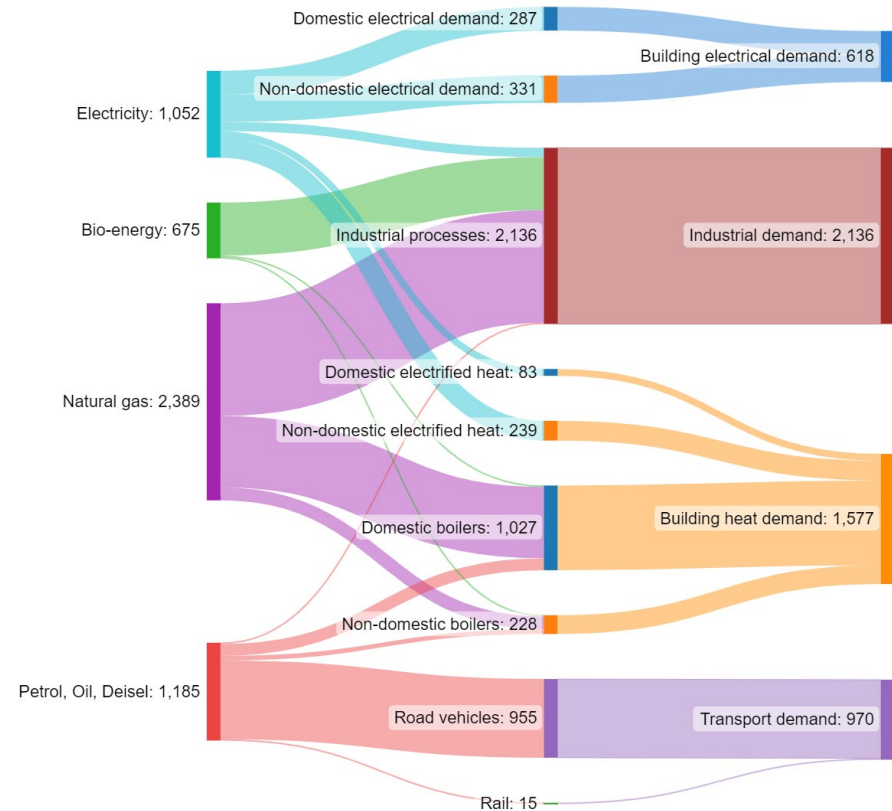 Domestic electrical demand: 287
Building electrical demand: 618
Non-domestic electrical demand: 331
Electricity: 1,052
Bio-energy: 675
Industrial processes: 2,136
Industrial demand: 2,136
Domestic electrified heat: 83
Natural gas: 2,389
Non-domestic electrified heat: 239
Domestic boilers: 1,027
Building heat demand: 1,577
Non-domestic boilers: 228
Petrol, Oil, Deisel: 1,185
Road vehicles: 955
Transport demand: 970
Rail: 15